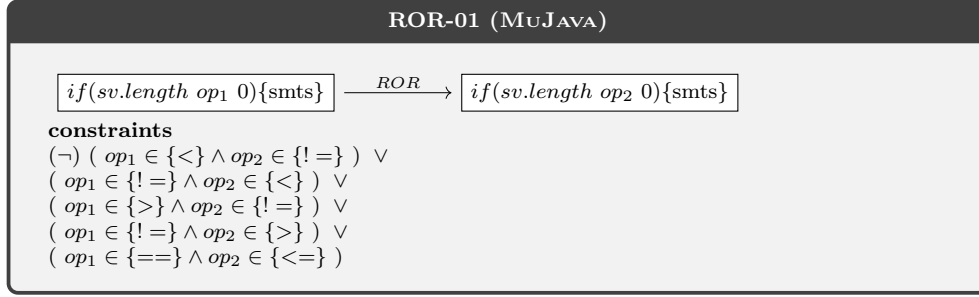 ROR-01 (MuJava)
if(sv.length op₁ 0){smts} ROR → if(sv.length op₂ 0){smts}
constraints
(¬) ( op₁ ∈ {<} ∧ op₂ ∈ {! =} ) ∨
( op₁ ∈ {! =} ∧ op₂ ∈ {<} ) ∨
( op₁ ∈ {>} ∧ op₂ ∈ {! =} ) ∨
( op₁ ∈ {! =} ∧ op₂ ∈ {>} ) ∨
( op₁ ∈ {==} ∧ op₂ ∈ {<=} )